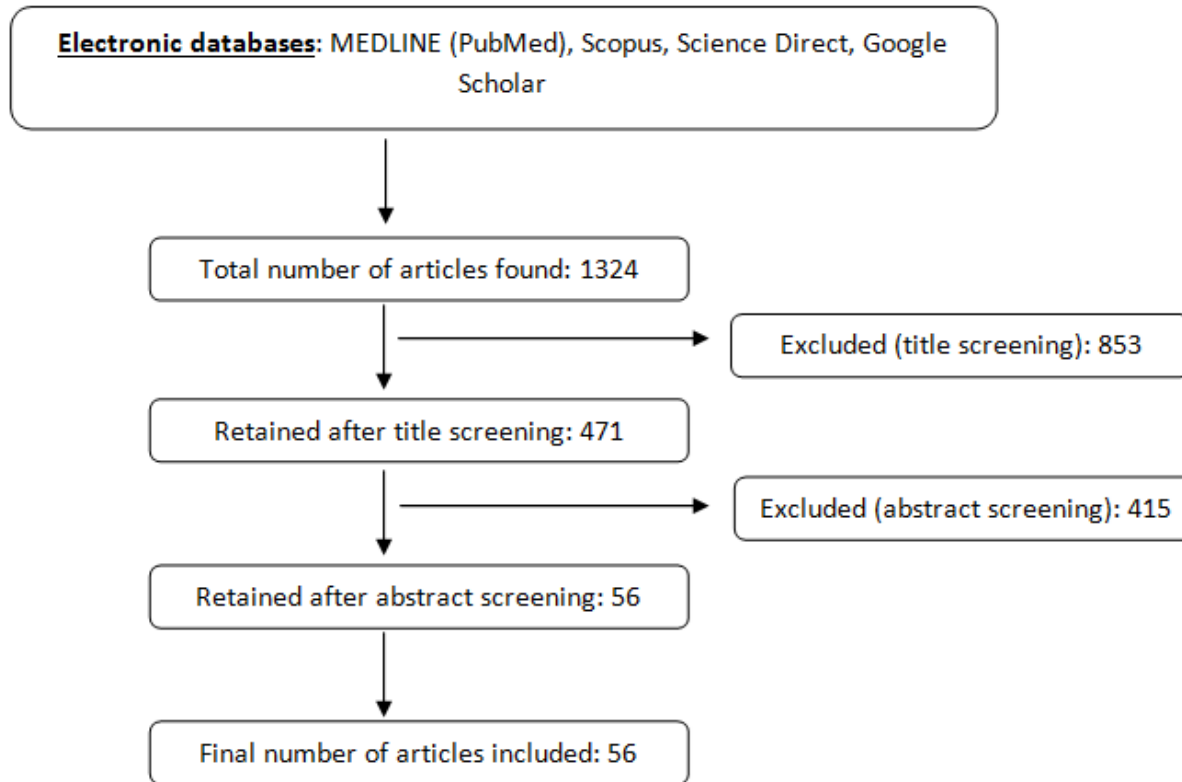 Electronic databases: MEDLINE (PubMed), Scopus, Science Direct, Google
Scholar
Total number of articles found: 1324
Excluded (title screening): 853
Retained after title screening: 471
Excluded (abstract screening): 415
Retained after abstract screening: 56
Final number of articles included: 56